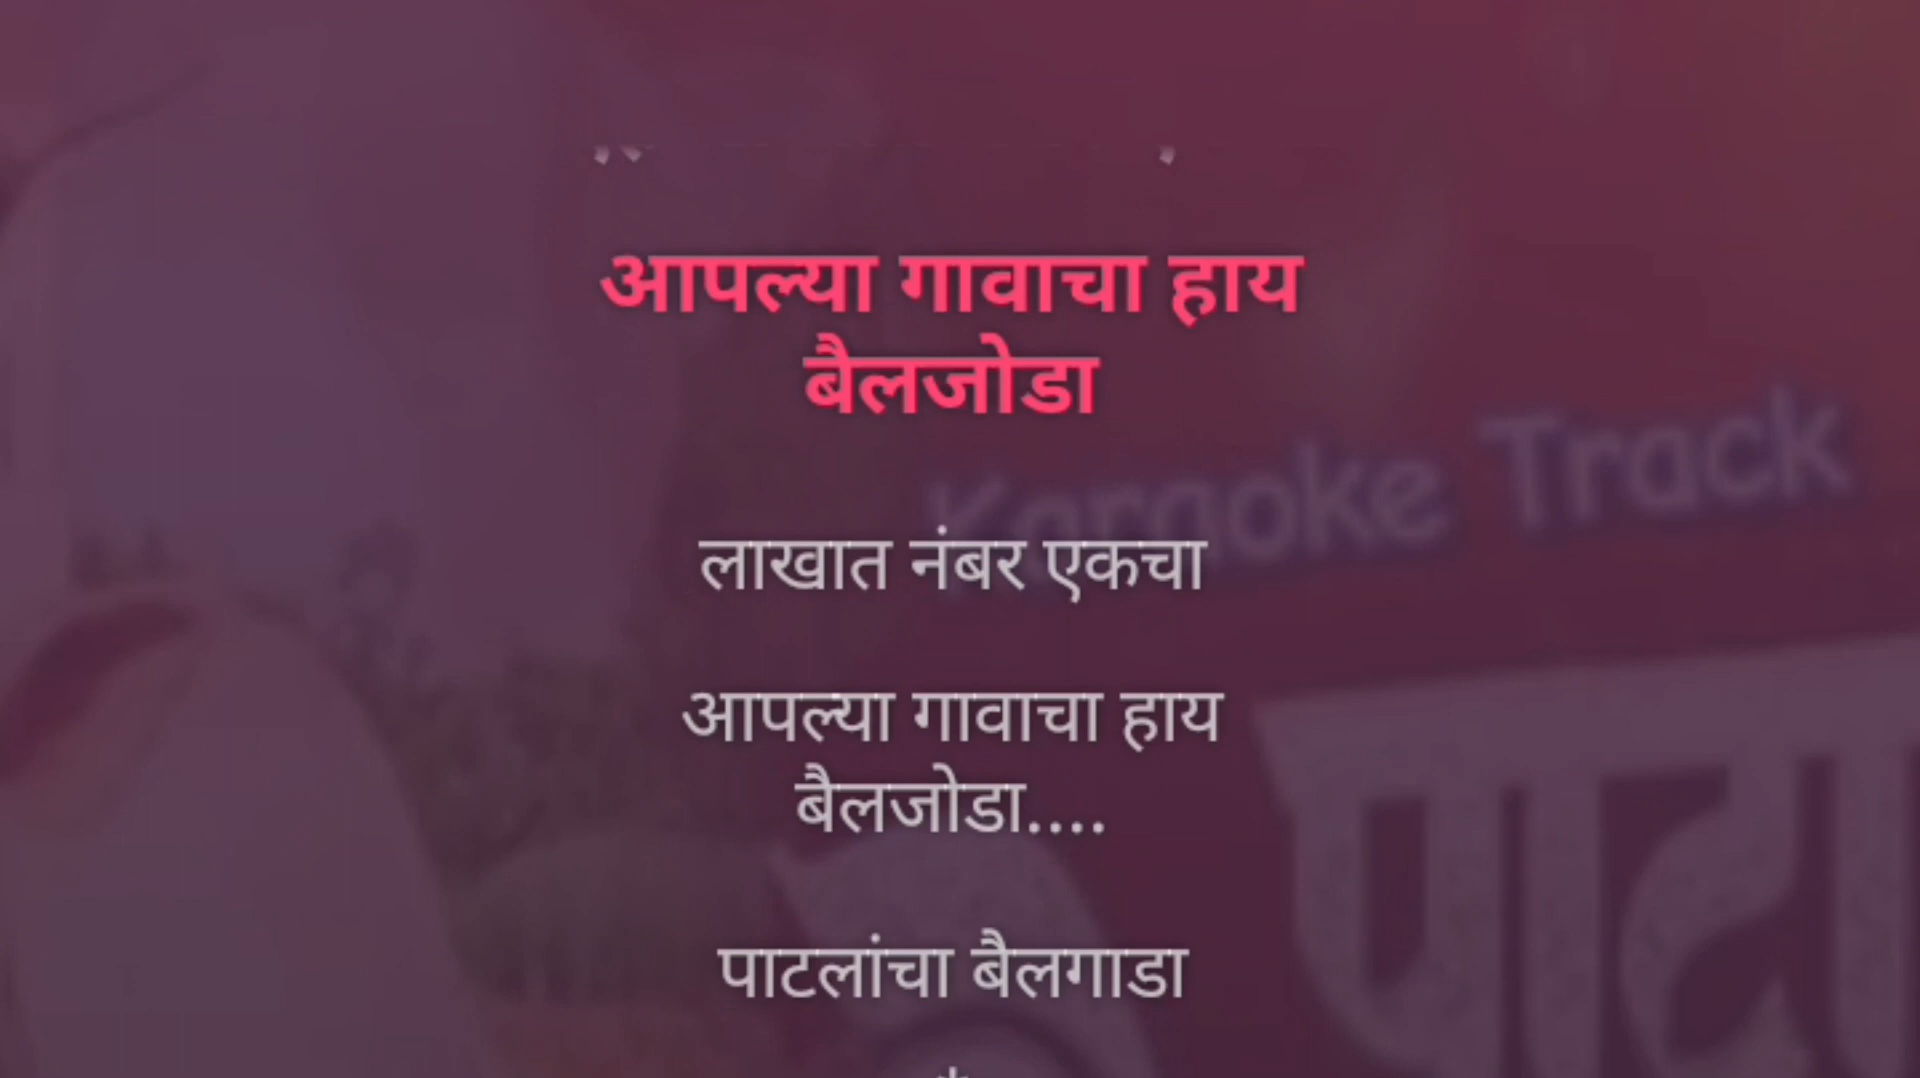 आपल्या गावाचा हाय
बैलजोडा
Karaoke Track
लाखात नंबर एकचा
आपल्या गावाचा हाय
बैलजोडा....
पाटलांचा बैलगाडा